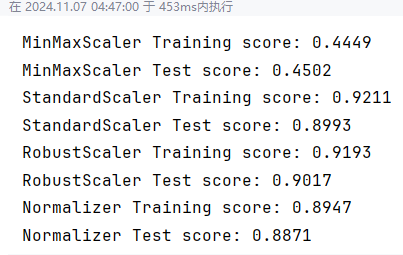 在 2024.11.07 04:47:00 于 453ms内执行
MinMaxScaler Training score: 0.4449
MinMaxScaler Test score: 0.4502
StandardScaler Training score: 0.9211
StandardScaler Test score: 0.8993
RobustScaler Training score: 0.9193
RobustScaler Test score: 0.9017
Normalizer Training score: 0.8947
Normalizer Test score: 0.8871